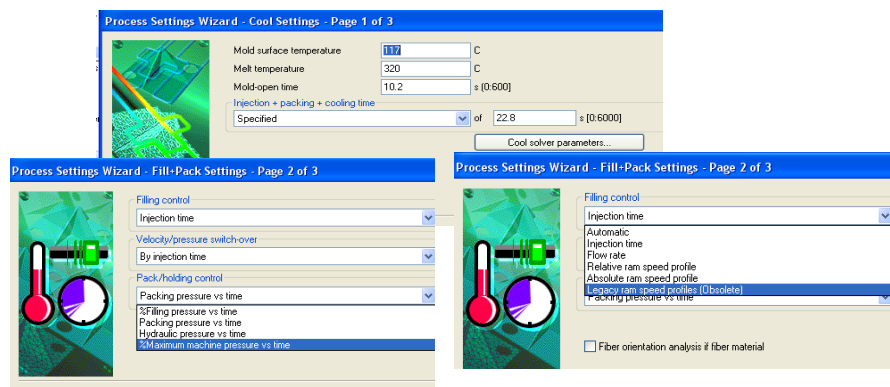 Process Settings Wizard - Cool Settings - Page 1 of 3
Mold surface temperature 117 C
Melt temperature 320 C
Mold-open time 10.2 s (0:600]
Injection + packing + cooling time
Specified of 22.8 s [0:6000]
Cool solver parameters...
Process Settings Wizard - Fill+Pack Settings - Page 2 of 3
Filling control
Injection time
Velocity/pressure switch-over
By injection time
Pack/holding control
Packing pressure vs time
%Filling pressure vs time
Packing pressure vs time
Hydraulic pressure vs time
%Maximum machine pressure vs time
Process Settings Wizard - Fill+Pack Settings - Page 2 of 3
Filling control
Injection time
Automatic
Injection time
Flow rate
Relative ram speed profile
Absolute ram speed profile
Legacy ram speed profiles (Obsolete)
Packing pressure vs time
Fiber orientation analysis if fiber material